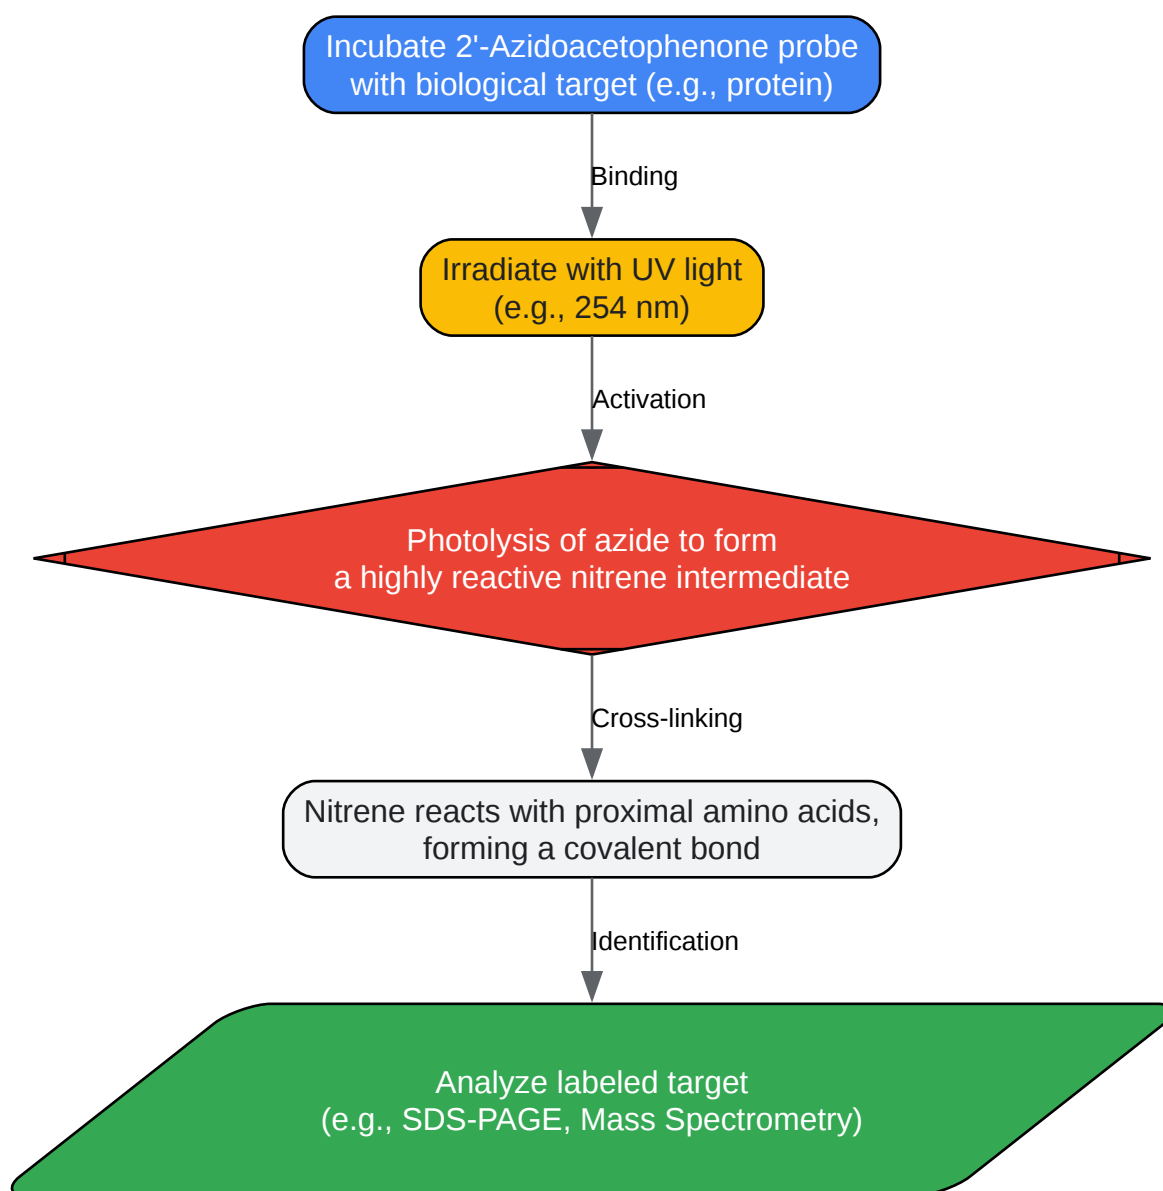 Incubate 2'-Azidoacetophenone probe
with biological target (e.g., protein)
Binding
Irradiate with UV light
(e.g., 254 nm)
Activation
Photolysis of azide to form
a highly reactive nitrene intermediate
Cross-linking
Nitrene reacts with proximal amino acids,
forming a covalent bond
Identification
Analyze labeled target
(e.g., SDS-PAGE, Mass Spectrometry)